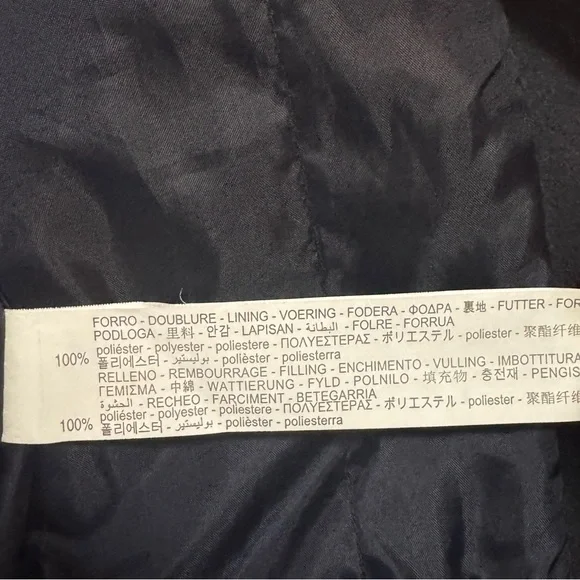 FORRO - DOUBLURE - LINING - VOERING - FODERA - ΦΟΔΡΑ - 裏地 - FUTTER - FOR
PODLOGA - 里料 - 안감 - LAPISAN - البطانة - FOLRE - FORRUA
100% poliéster - polyester - poliestere - ΠΟΛΥΕΣΤΕΡΑΣ - ポリエステル - poliester - 聚酯纤维
폴리에스터 - بوليستير - polièster - poliesterra
RELLENO - REMBOURRAGE - FILLING - ENCHIMENTO - VULLING - IMBOTTITURA
ΓΕΜΙΣΜΑ - 中綿 - WATTIERUNG - FYLD - POLNILO - 填充物 - 충전재 - PENGIS
الحشوة - RECHEO - FARCIMENT - BETEGARRIA
poliéster - polyester - poliestere - ΠΟΛΥΕΣΤΕΡΑΣ - ポリエステル - poliester - 聚酯纤维
100% 폴리에스터 - بوليستير - polièster - poliesterra